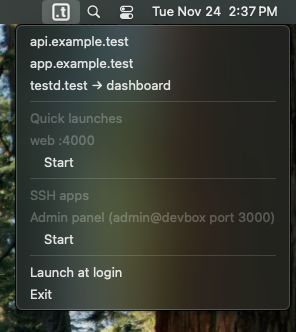 .t
Tue Nov 24 2:37 PM
api.example.test
app.example.test
testd.test → dashboard
Quick launches
web :4000
Start
SSH apps
Admin panel (admin@devbox port 3000)
Start
Launch at login
Exit